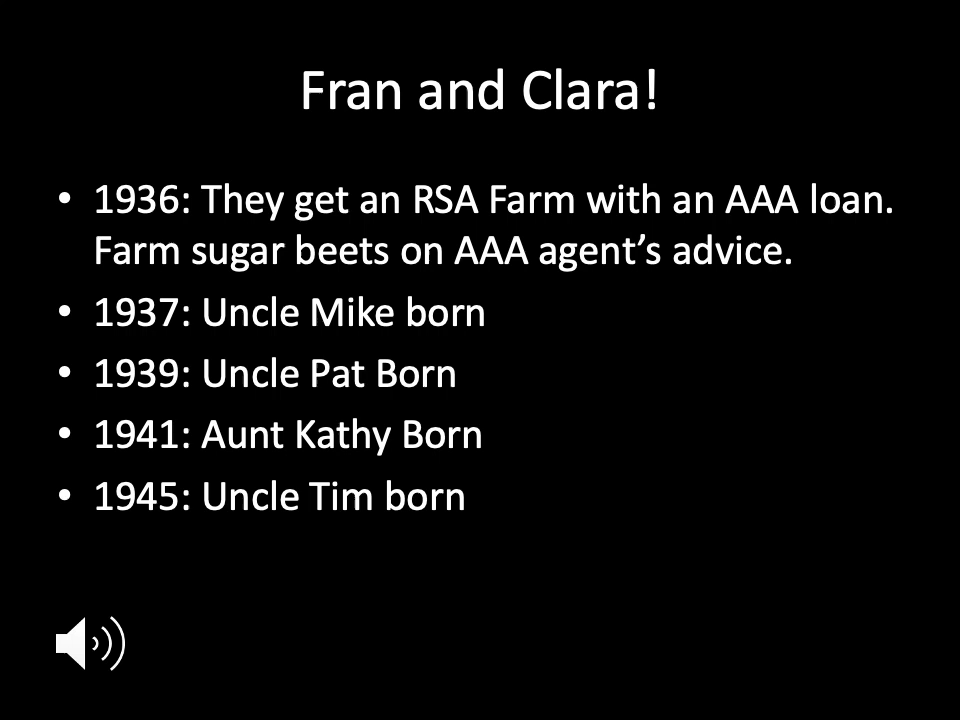 Fran and Clara!
• 1936: They get an RSA Farm with an AAA loan.
Farm sugar beets on AAA agent’s advice.
• 1937: Uncle Mike born
• 1939: Uncle Pat Born
• 1941: Aunt Kathy Born
• 1945: Uncle Tim born